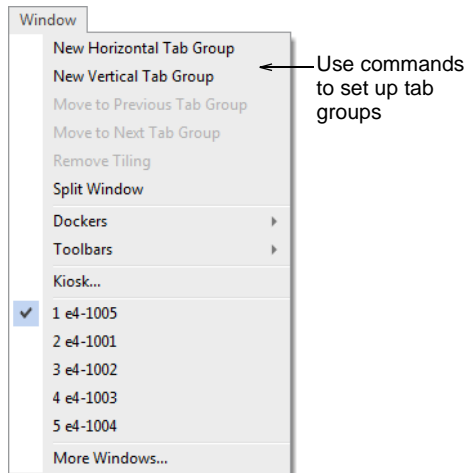 Window
New Horizontal Tab Group
New Vertical Tab Group
Move to Previous Tab Group
Move to Next Tab Group
Remove Tiling
Split Window
Dockers
Toolbars
Kiosk...
1 e4-1005
2 e4-1001
3 e4-1002
4 e4-1003
5 e4-1004
More Windows...
Use commands
to set up tab
groups